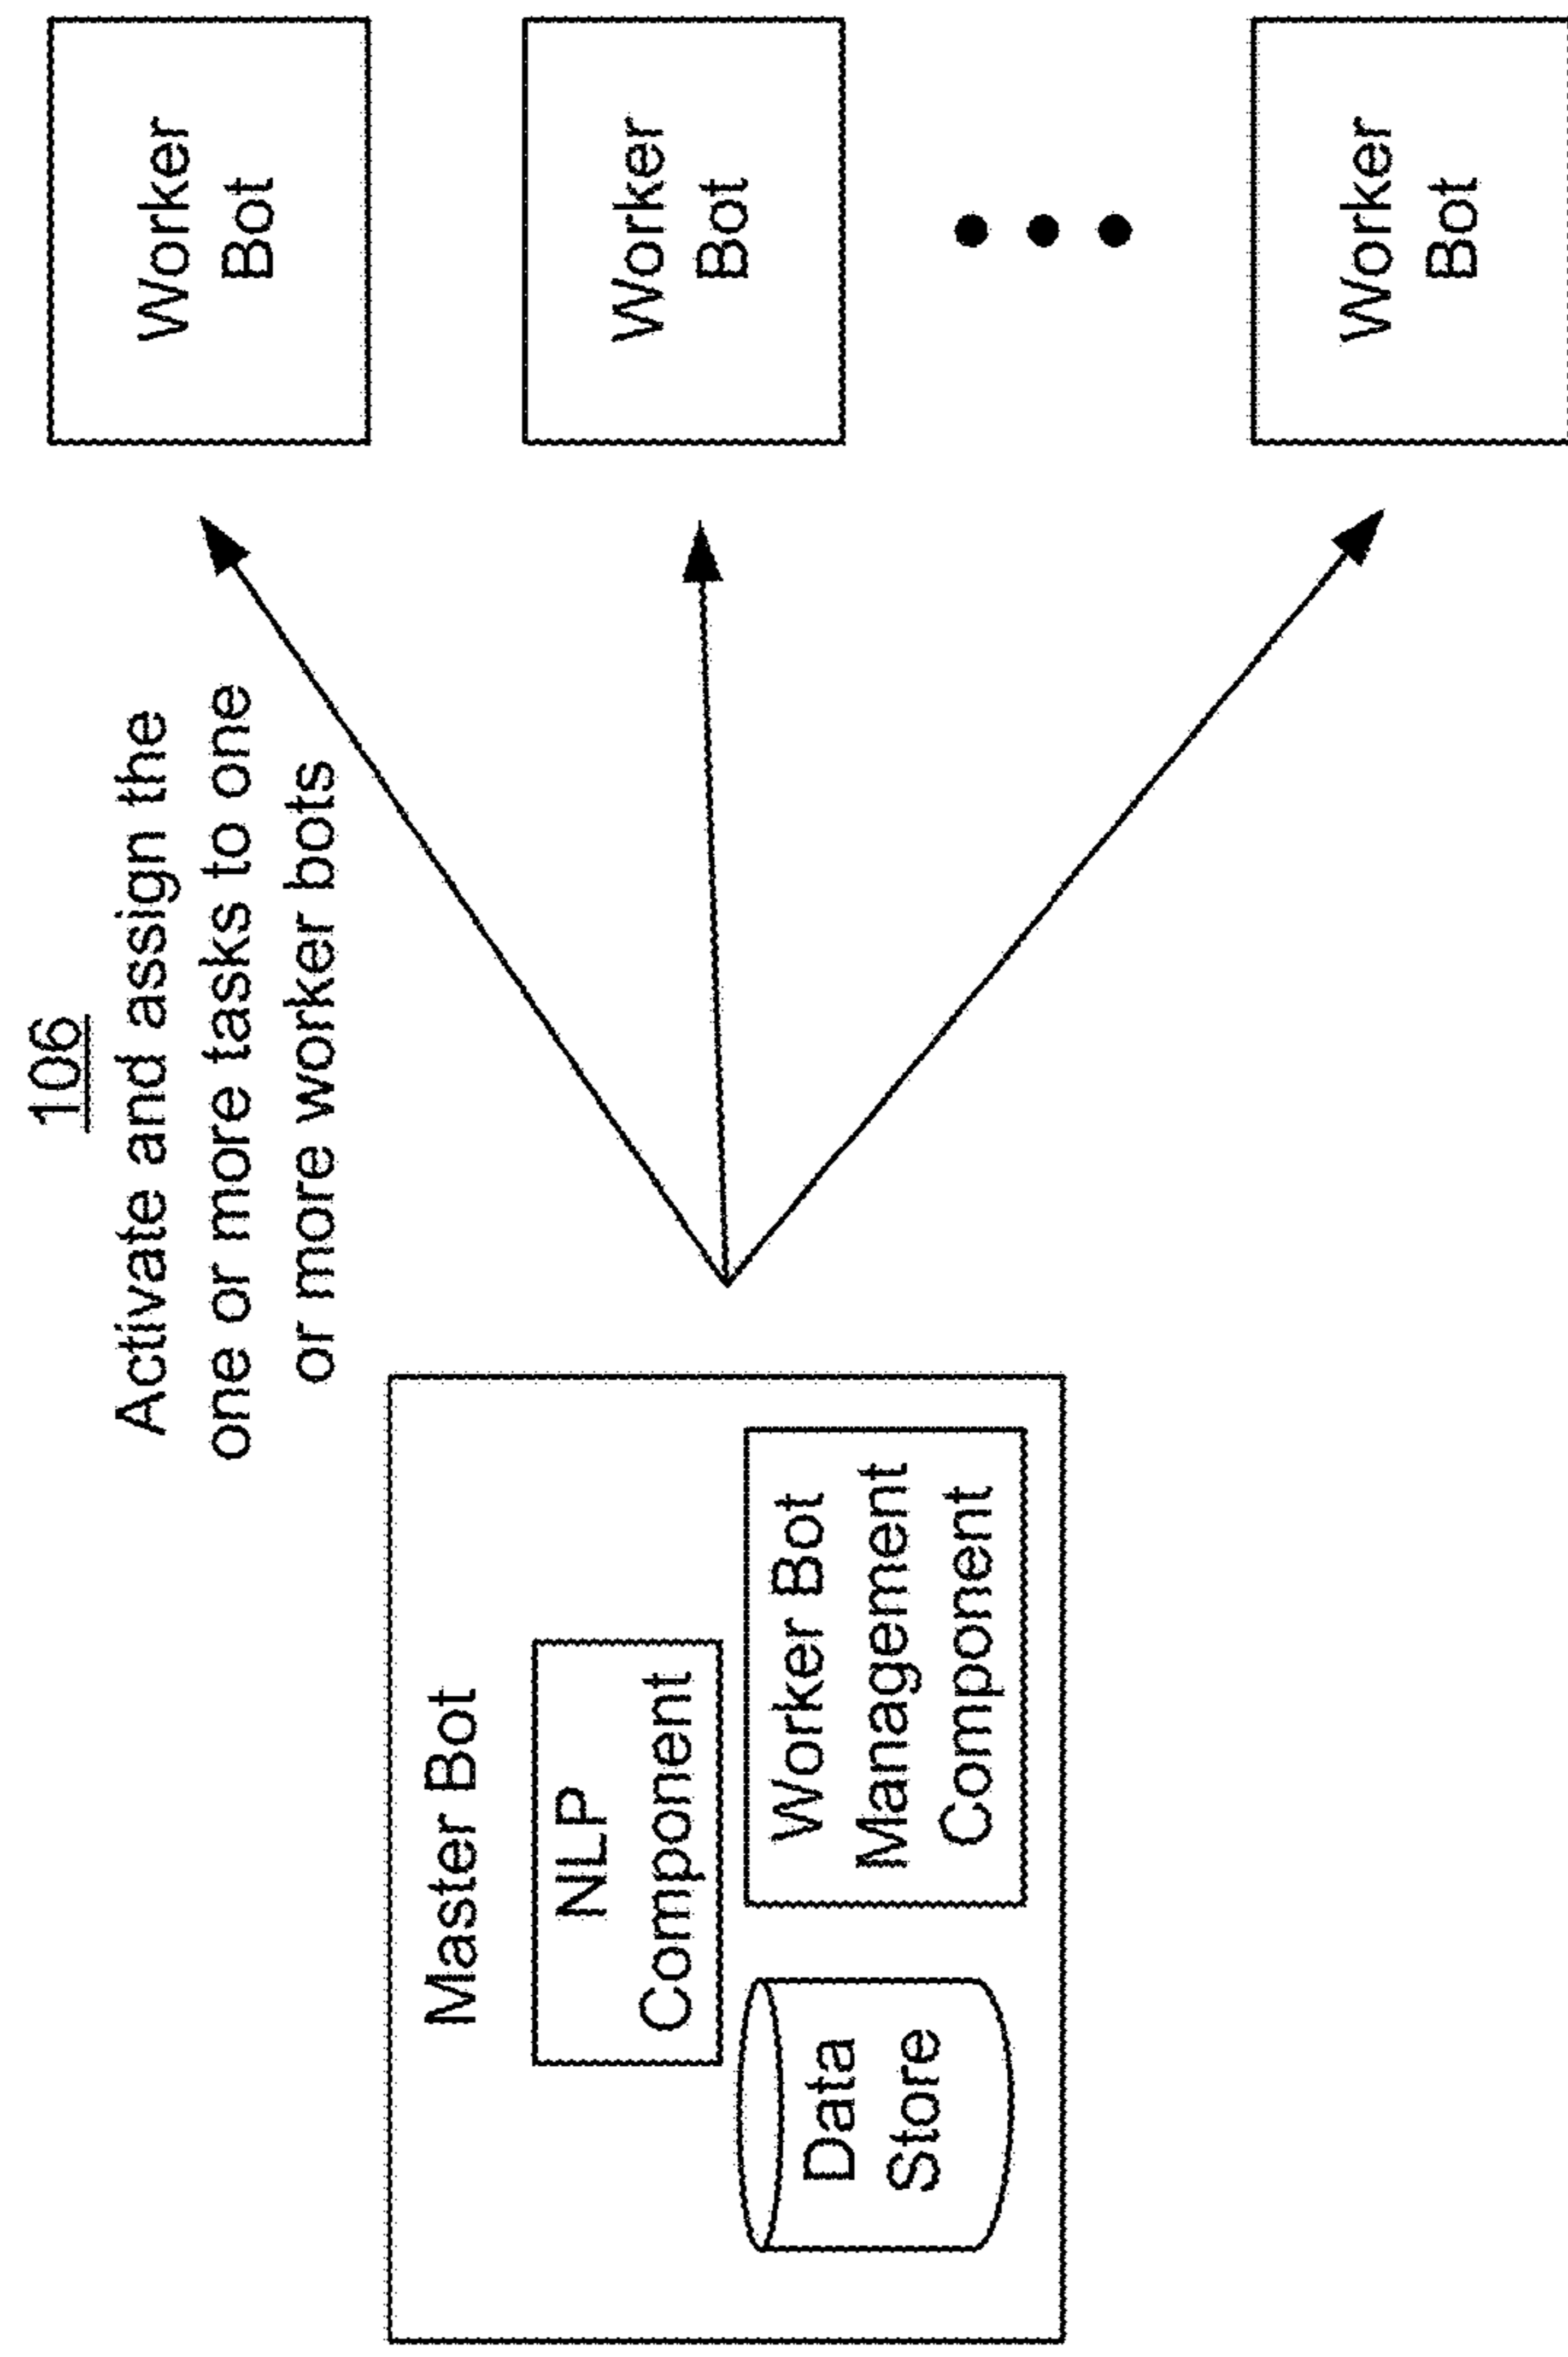 106
Activate and assign the
one or more tasks to one
or more worker bots
Master Bot
NLP
Component
Data
Store
Worker Bot
Management
Component
Worker
Bot
Worker
Bot
Worker
Bot